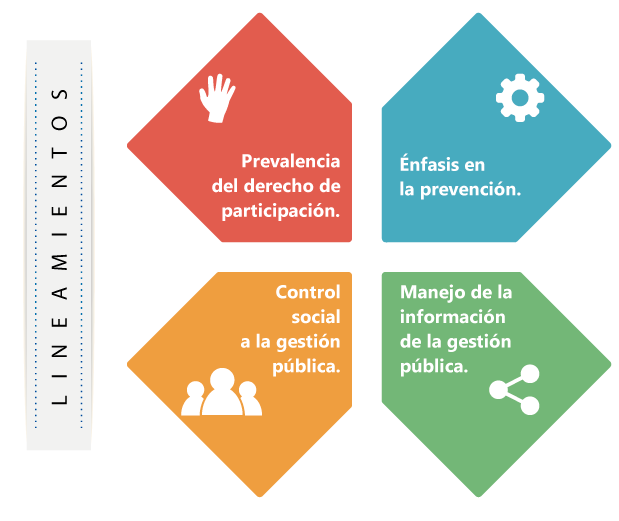 LINEAMIENTOS
Prevalencia
del derecho de
participación.
Énfasis en
la prevención.
Control
social
a la gestión
pública.
Manejo de la
información
de la gestión
pública.